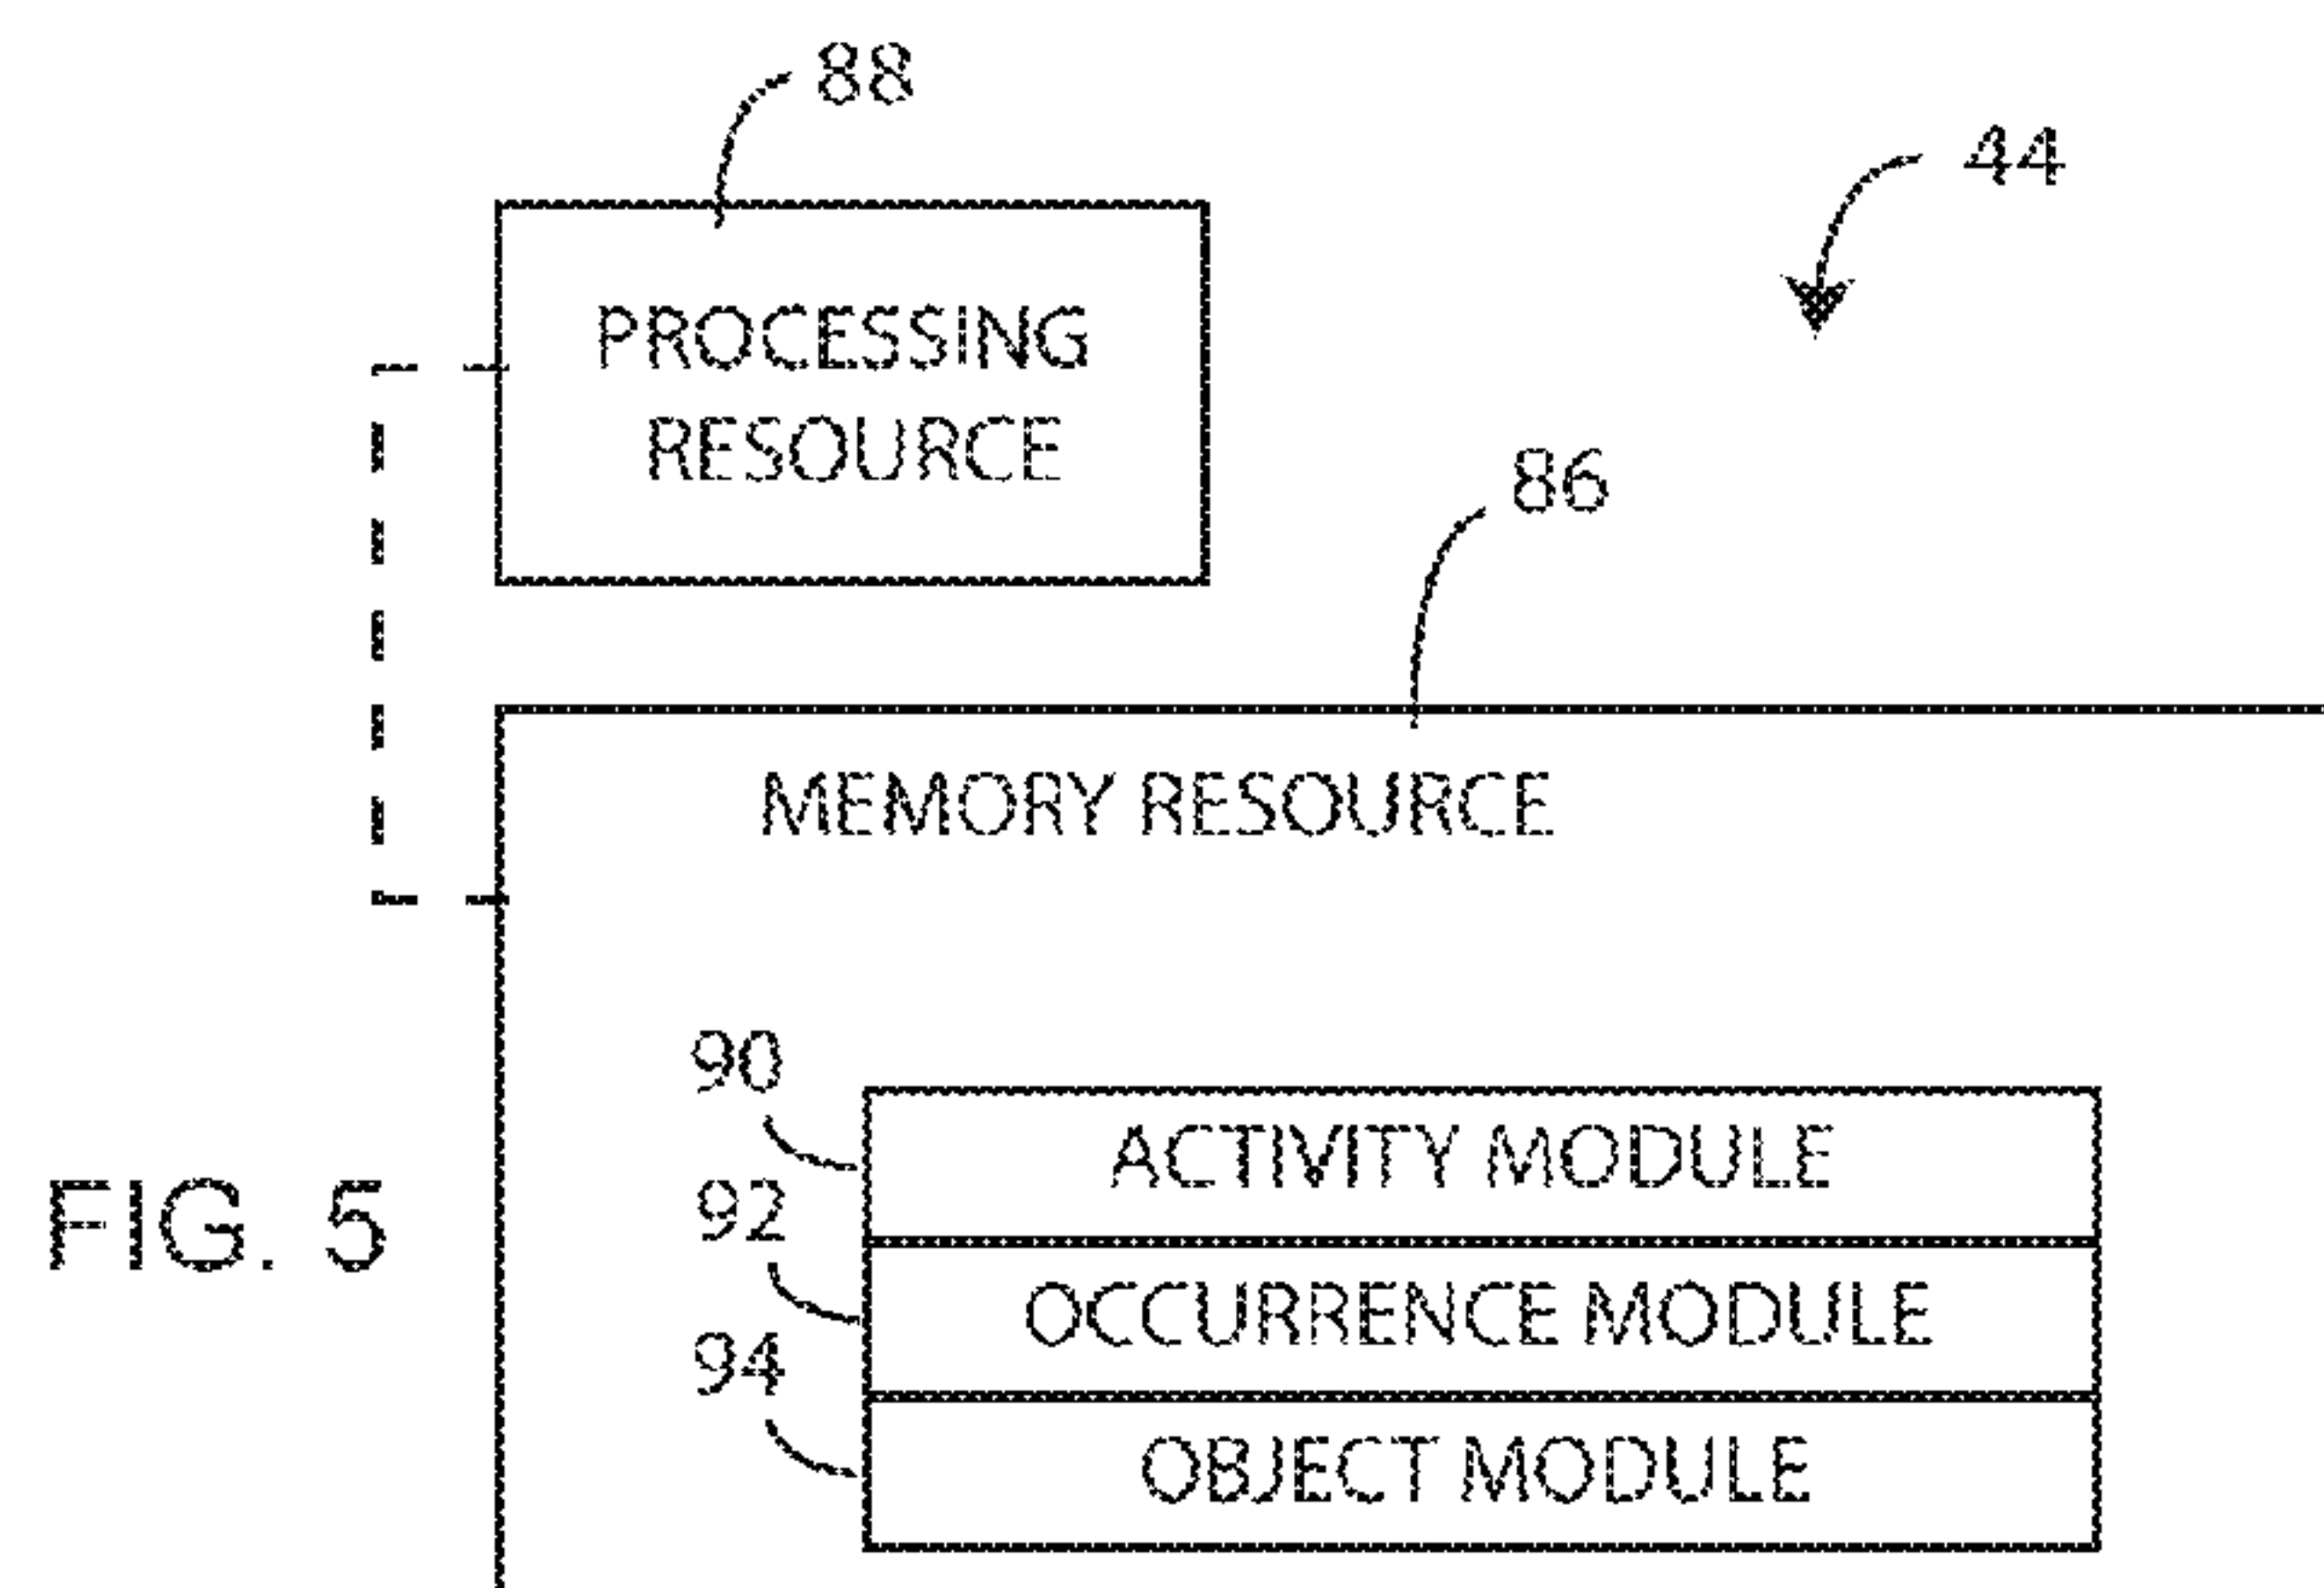 88
44
PROCESSING
RESOURCE
86
MEMORY RESOURCE
90
ACTIVITY MODULE
FIG. 5
92
OCCURRENCE MODULE
94
OBJECT MODULE